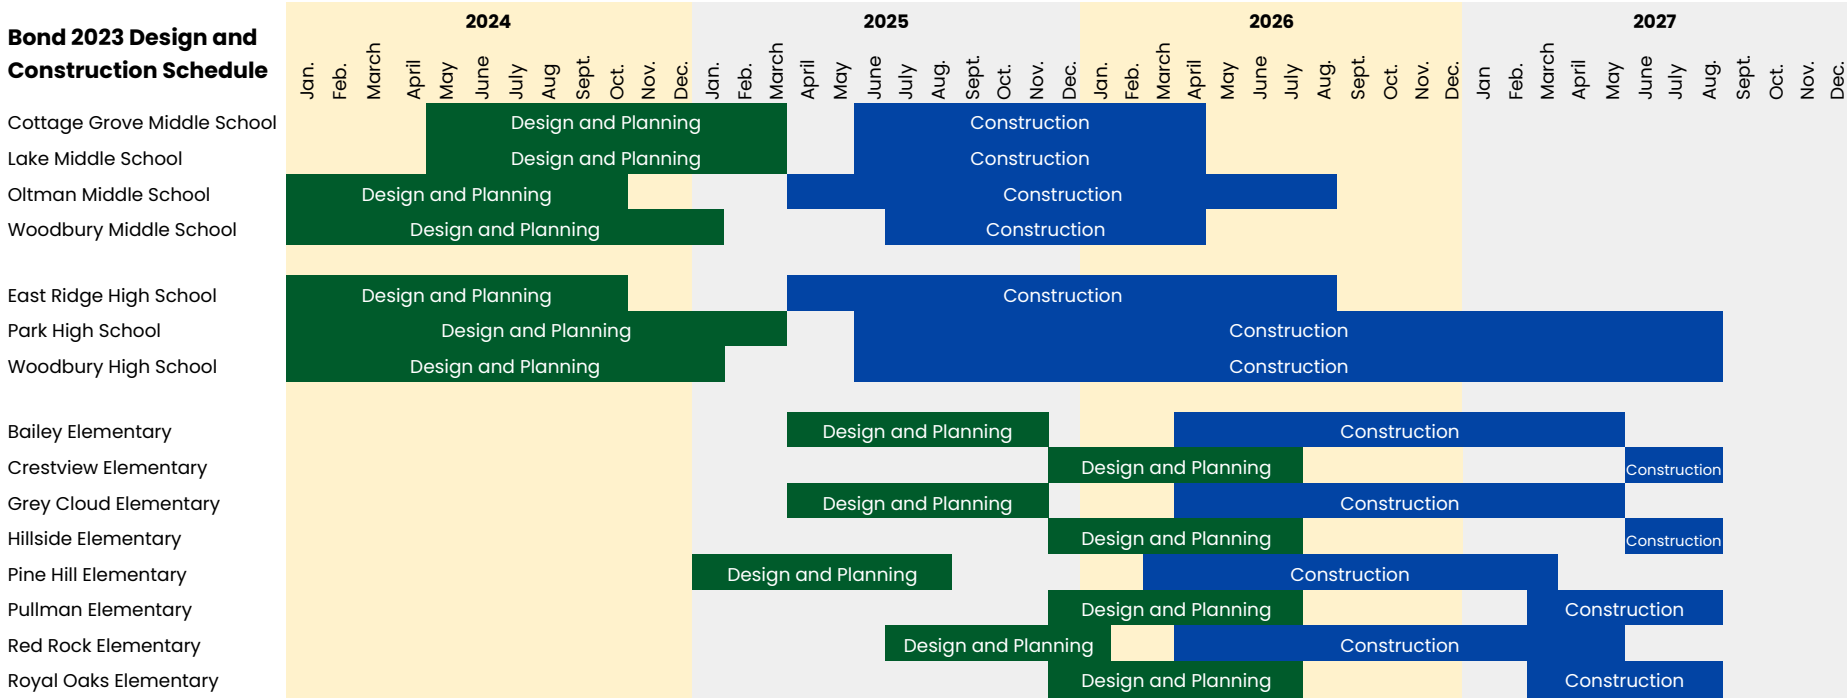 2024 2025 2026 2027
Bond 2023 Design and
Construction Schedule
Jan. Feb. March April May June July Aug Sept. Oct. Nov. Dec. Jan. Feb. March April May June July Aug. Sept. Oct. Nov. Dec. Jan. Feb. March April May June July Aug. Sept. Oct. Nov. Dec. Jan Feb. March April May June July Aug. Sept. Oct. Nov. Dec.
Cottage Grove Middle School Design and Planning Construction
Lake Middle School Design and Planning Construction
Oltman Middle School Design and Planning Construction
Woodbury Middle School Design and Planning Construction
East Ridge High School Design and Planning Construction
Park High School Design and Planning Construction
Woodbury High School Design and Planning Construction
Bailey Elementary Design and Planning Construction
Crestview Elementary Design and Planning Construction
Grey Cloud Elementary Design and Planning Construction
Hillside Elementary Design and Planning Construction
Pine Hill Elementary Design and Planning Construction
Pullman Elementary Design and Planning Construction
Red Rock Elementary Design and Planning Construction
Royal Oaks Elementary Design and Planning Construction